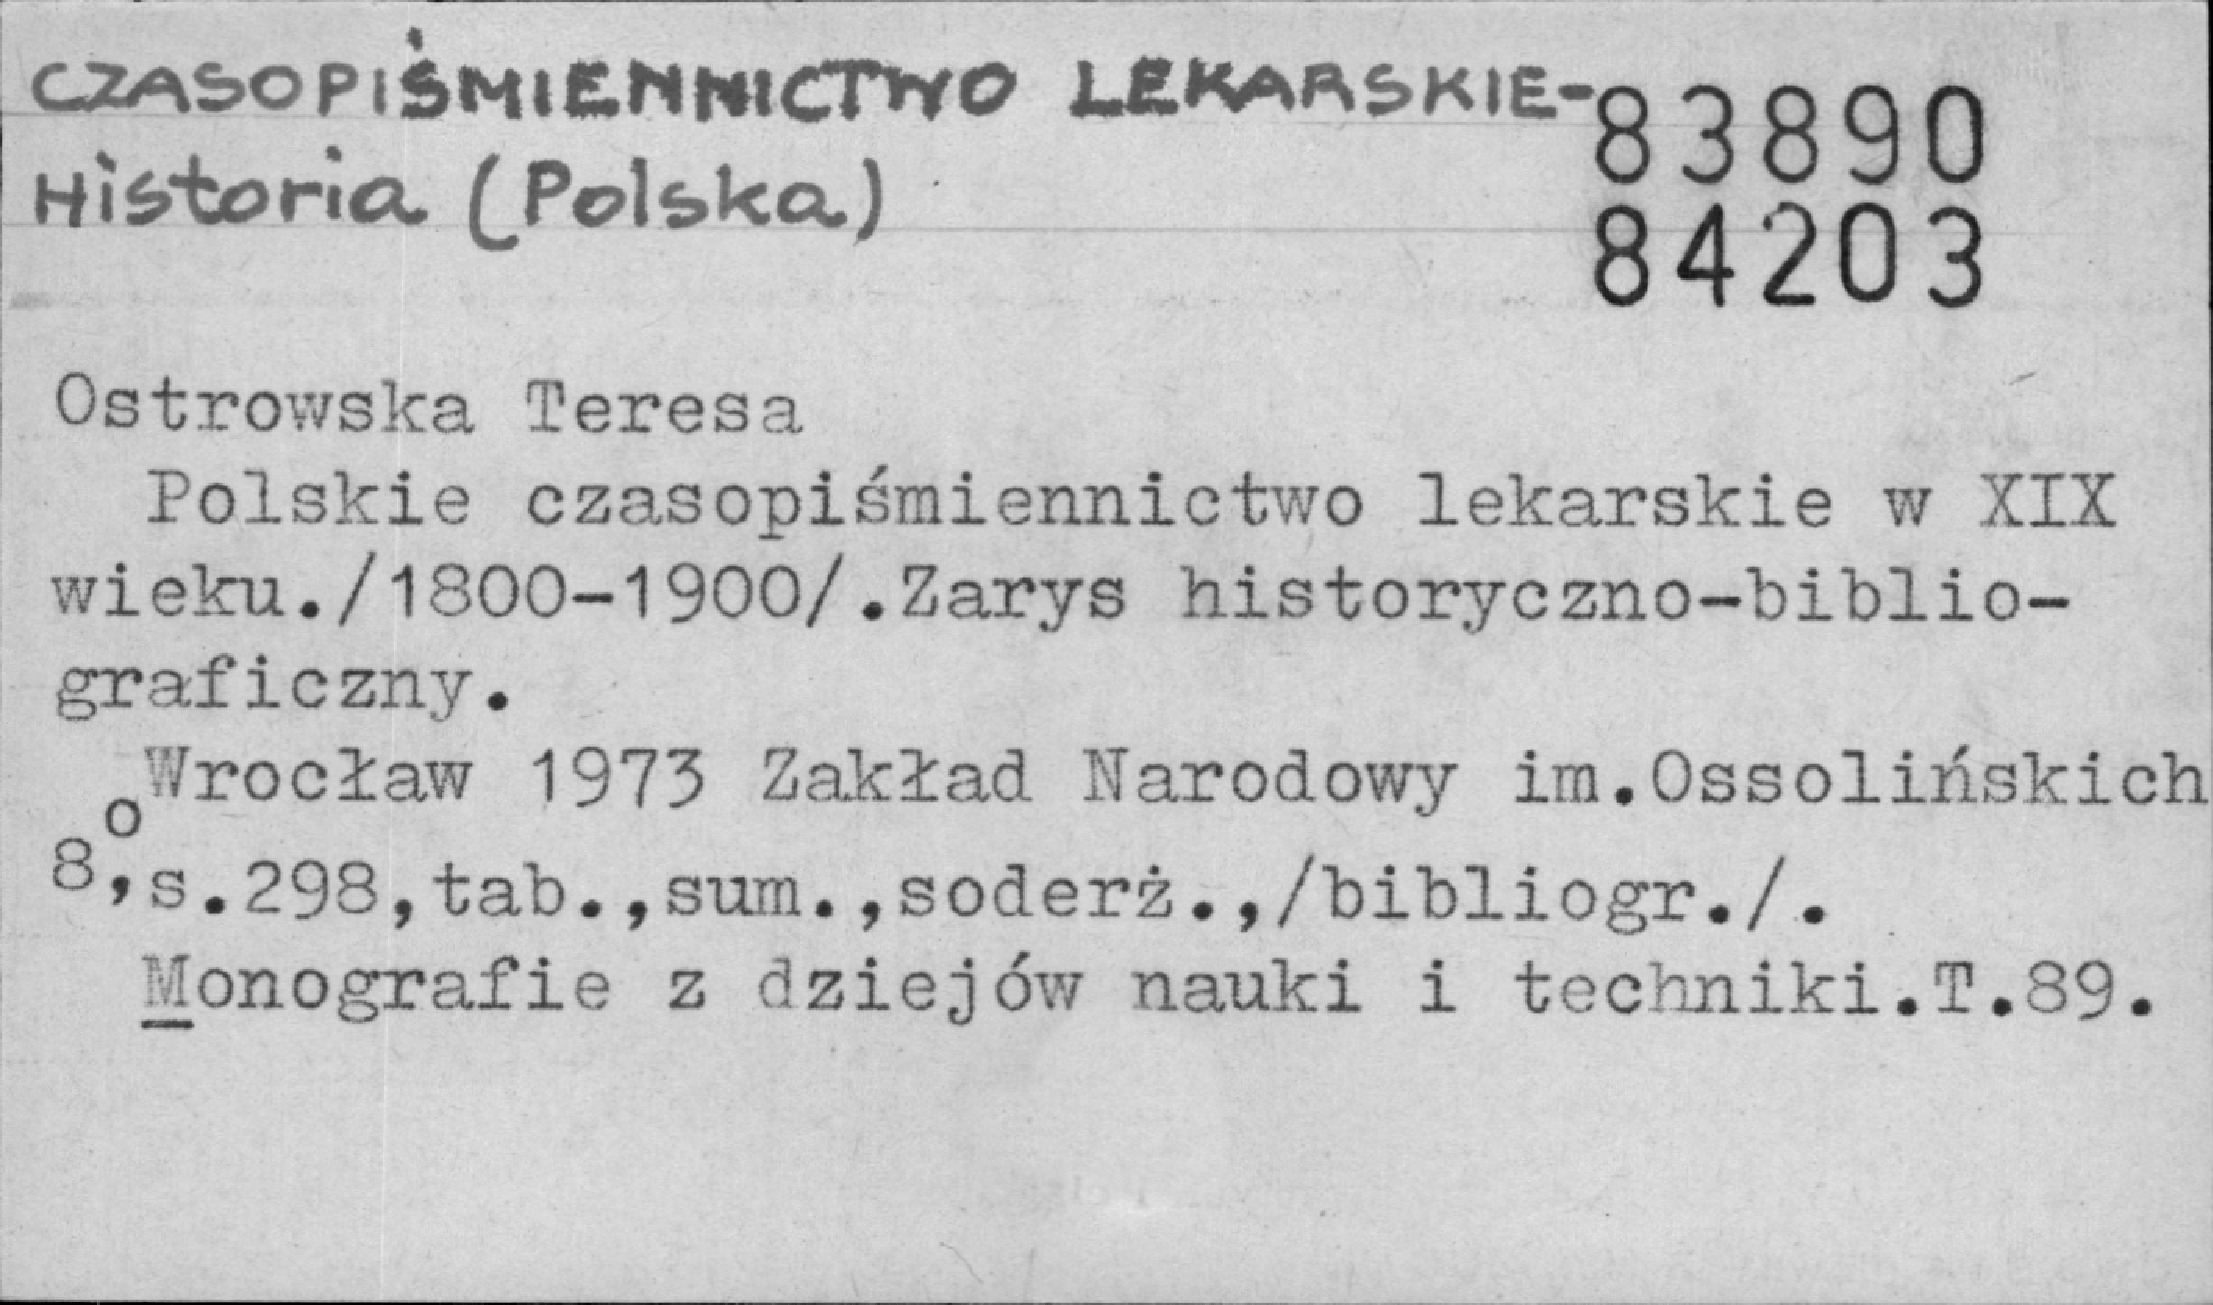 CZASOPIŚMIENNICTWO LEKARSKIE-
Historia (Polska)
83890
84203
Ostrowska Teresa
Polskie czasopiśmiennictwo lekarskie w XIX
wieku./1800-1900/.Zarys historyczno-biblio-
graficzny.
Wrocław 1973 Zakład Narodowy im.Ossolińskich
8°,s.298,tab.,sum.,soderż.,/bibliogr./.
Monografie z dziejów nauki i techniki.T.89.